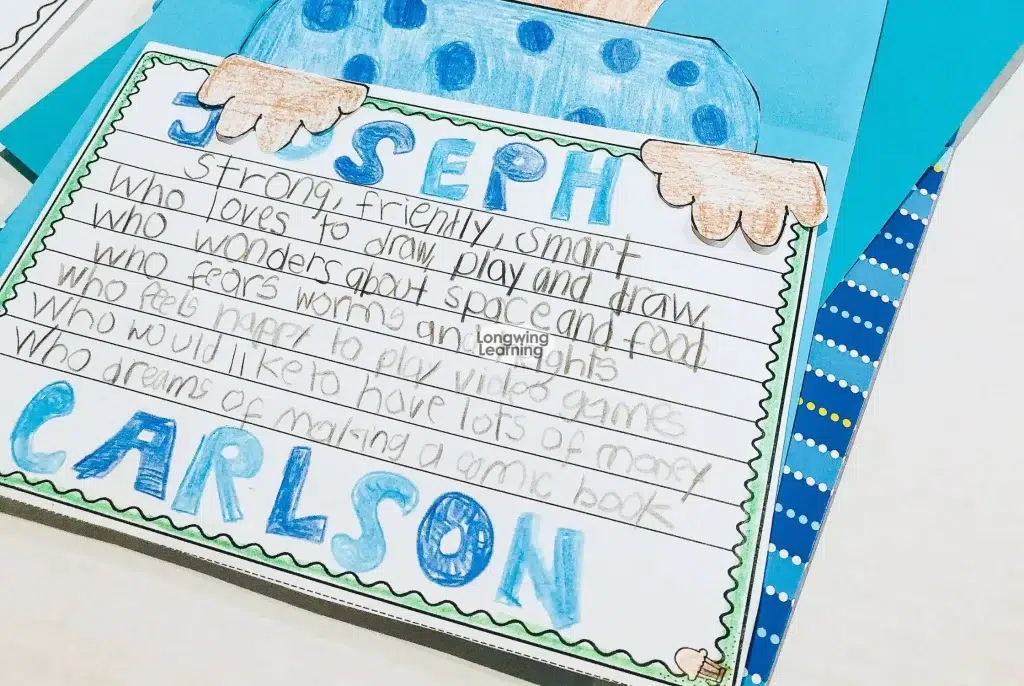 JOSEPH
strong, friendly, smart
who loves to draw, play and draw
who wonders about space and food
who fears worms and
who feels happy to play video games
who would like to have lots of money
who dreams of making a comic book
CARLSON
Longwing
Learning